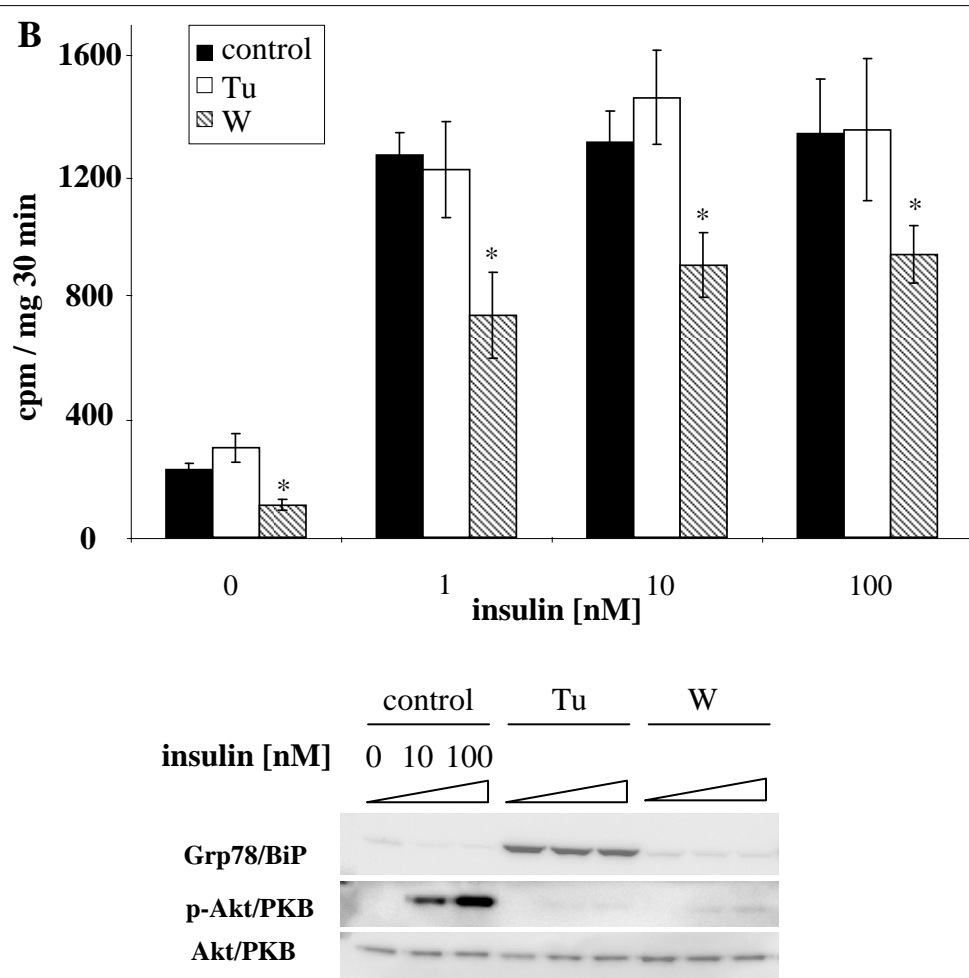 B
1600
1200
800
400
0
cpm / mg 30 min
control
Tu
W
*
*
*
*
0 1 10 100
insulin [nM]
control Tu W
insulin [nM] 0 10 100
Grp78/BiP
p-Akt/PKB
Akt/PKB